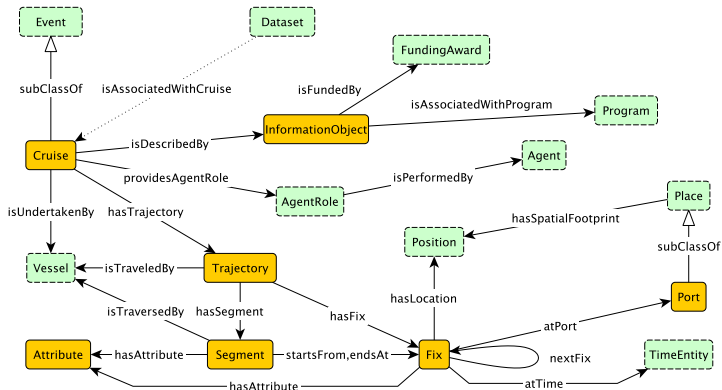 Event
Dataset
FundingAward
subClassOf
isAssociatedWithCruise
isFundedBy
isAssociatedWithProgram
Program
InformationObject
isDescribedBy
Cruise
Agent
providesAgentRole
isPerformedBy
AgentRole
Place
isUndertakenBy
hasTrajectory
hasSpatialFootprint
Position
subClassOf
Vessel
isTraveledBy
Trajectory
hasLocation
Port
isTraversedBy
hasSegment
hasFix
atPort
Attribute
hasAttribute
Segment
startsFrom,endsAt
Fix
nextFix
TimeEntity
hasAttribute
atTime